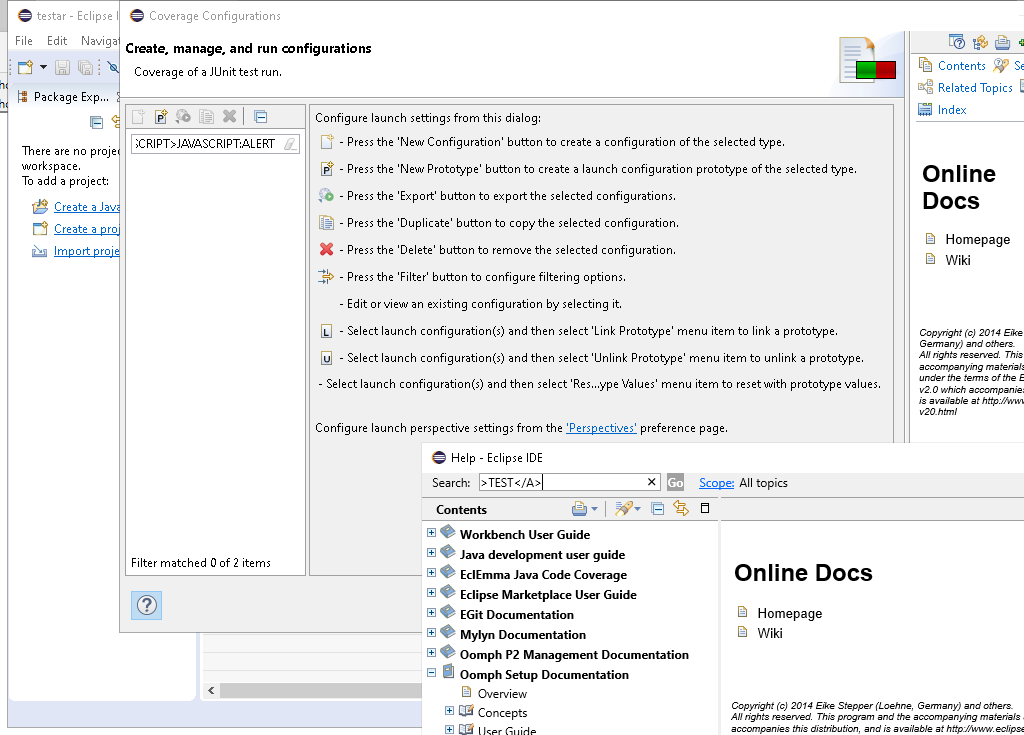 testar - Eclipse I
File Edit Navigat
Package Exp...
There are no projec
workspace.
To add a project:
Create a Java
Create a proj
Import proje
Coverage Configurations
Create, manage, and run configurations
Coverage of a JUnit test run.
SCRIPT>JAVASCRIPT:ALERT
Filter matched 0 of 2 items
Configure launch settings from this dialog:
- Press the 'New Configuration' button to create a configuration of the selected type.
- Press the 'New Prototype' button to create a launch configuration prototype of the selected type.
- Press the 'Export' button to export the selected configurations.
- Press the 'Duplicate' button to copy the selected configuration.
- Press the 'Delete' button to remove the selected configuration.
- Press the 'Filter' button to configure filtering options.
- Edit or view an existing configuration by selecting it.
L - Select launch configuration(s) and then select 'Link Prototype' menu item to link a prototype.
U - Select launch configuration(s) and then select 'Unlink Prototype' menu item to unlink a prototype.
- Select launch configuration(s) and then select 'Res...ype Values' menu item to reset with prototype values.
Configure launch perspective settings from the 'Perspectives' preference page.
Contents Se
Related Topics
Index
Online
Docs
Homepage
Wiki
Copyright (c) 2014 Eike
Germany) and others.
All rights reserved. This
accompanying materials
under the terms of the E
v2.0 which accompanies
is available at http://www
v20.html
Help - Eclipse IDE
Search: >TEST</A> Go Scope: All topics
Contents
Workbench User Guide
Java development user guide
EclEmma Java Code Coverage
Eclipse Marketplace User Guide
EGit Documentation
Mylyn Documentation
Oomph P2 Management Documentation
Oomph Setup Documentation
Overview
Concepts
User Guide
Online Docs
Homepage
Wiki
Copyright (c) 2014 Eike Stepper (Loehne, Germany) and others.
All rights reserved. This program and the accompanying materials
accompanies this distribution, and is available at http://www.eclipse